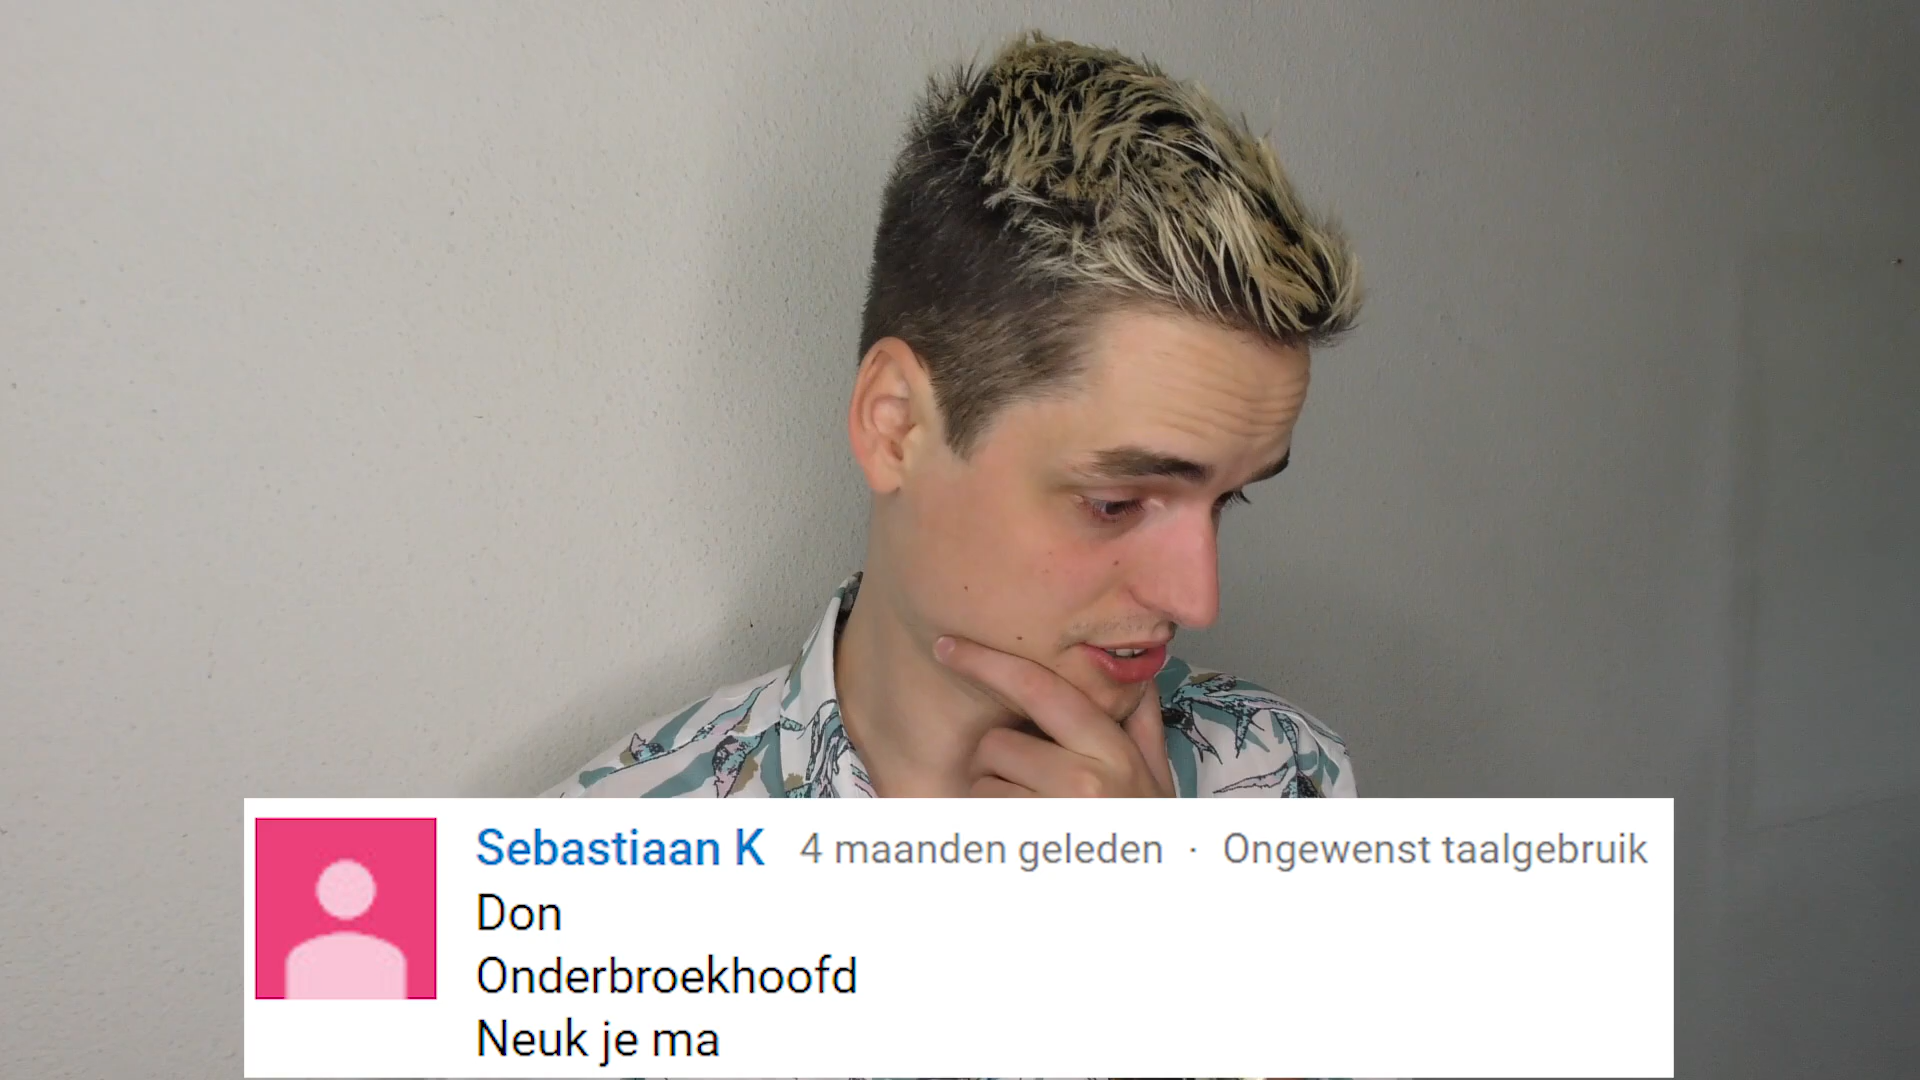 Sebastiaan K 4 maanden geleden · Ongewenst taalgebruik
Don
Onderbroekhoofd
Neuk je ma